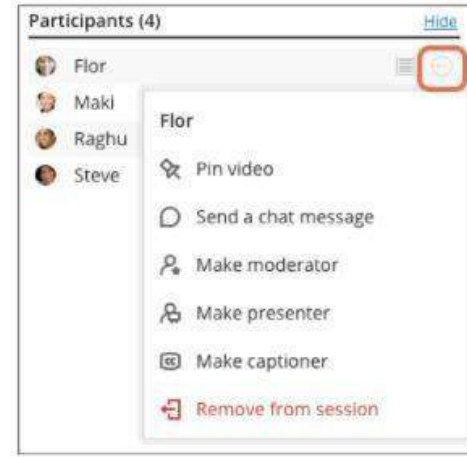 Participants (4) Hide
Flor
Maki
Raghu
Steve
Flor
Pin video
Send a chat message
Make moderator
Make presenter
CC Make captioner
Remove from session